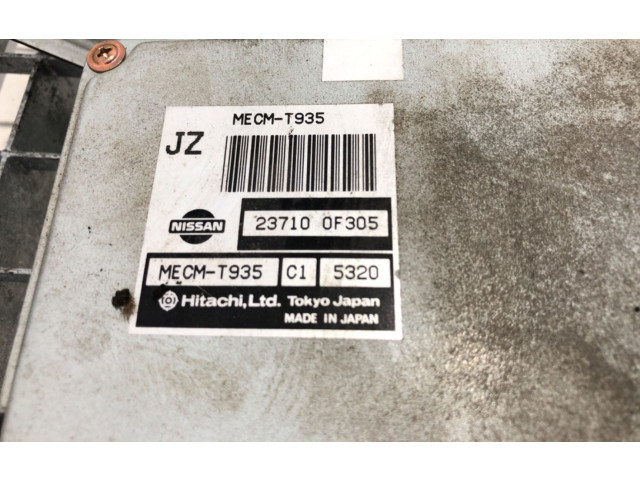 MECM-T935
JZ
NISSAN
23710 0F305
MECM-T935 C1 5320
Hitachi, Ltd. Tokyo Japan
MADE IN JAPAN